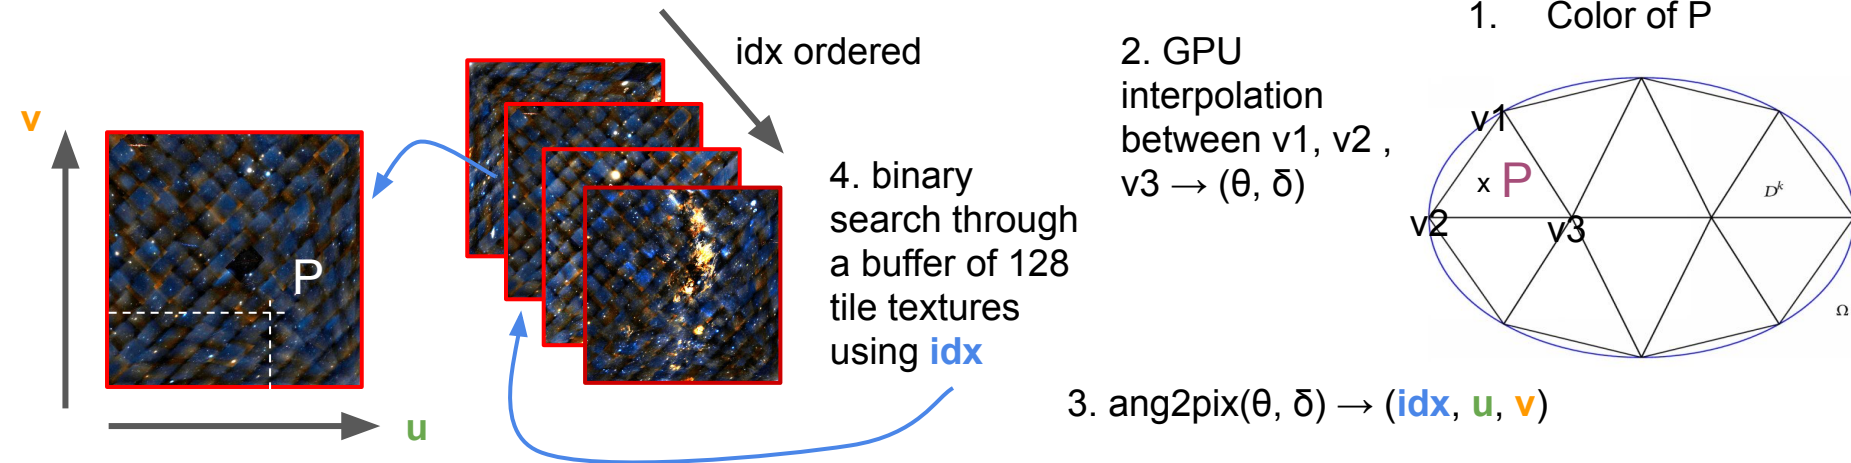 1. Color of P
idx ordered
2. GPU
interpolation
between v1, v2 ,
v3 → (θ, δ)
v
v1
P
x P
4. binary
search through
a buffer of 128
tile textures
using idx
D^k
v2
v3
Ω
3. ang2pix(θ, δ) → (idx, u, v)
u